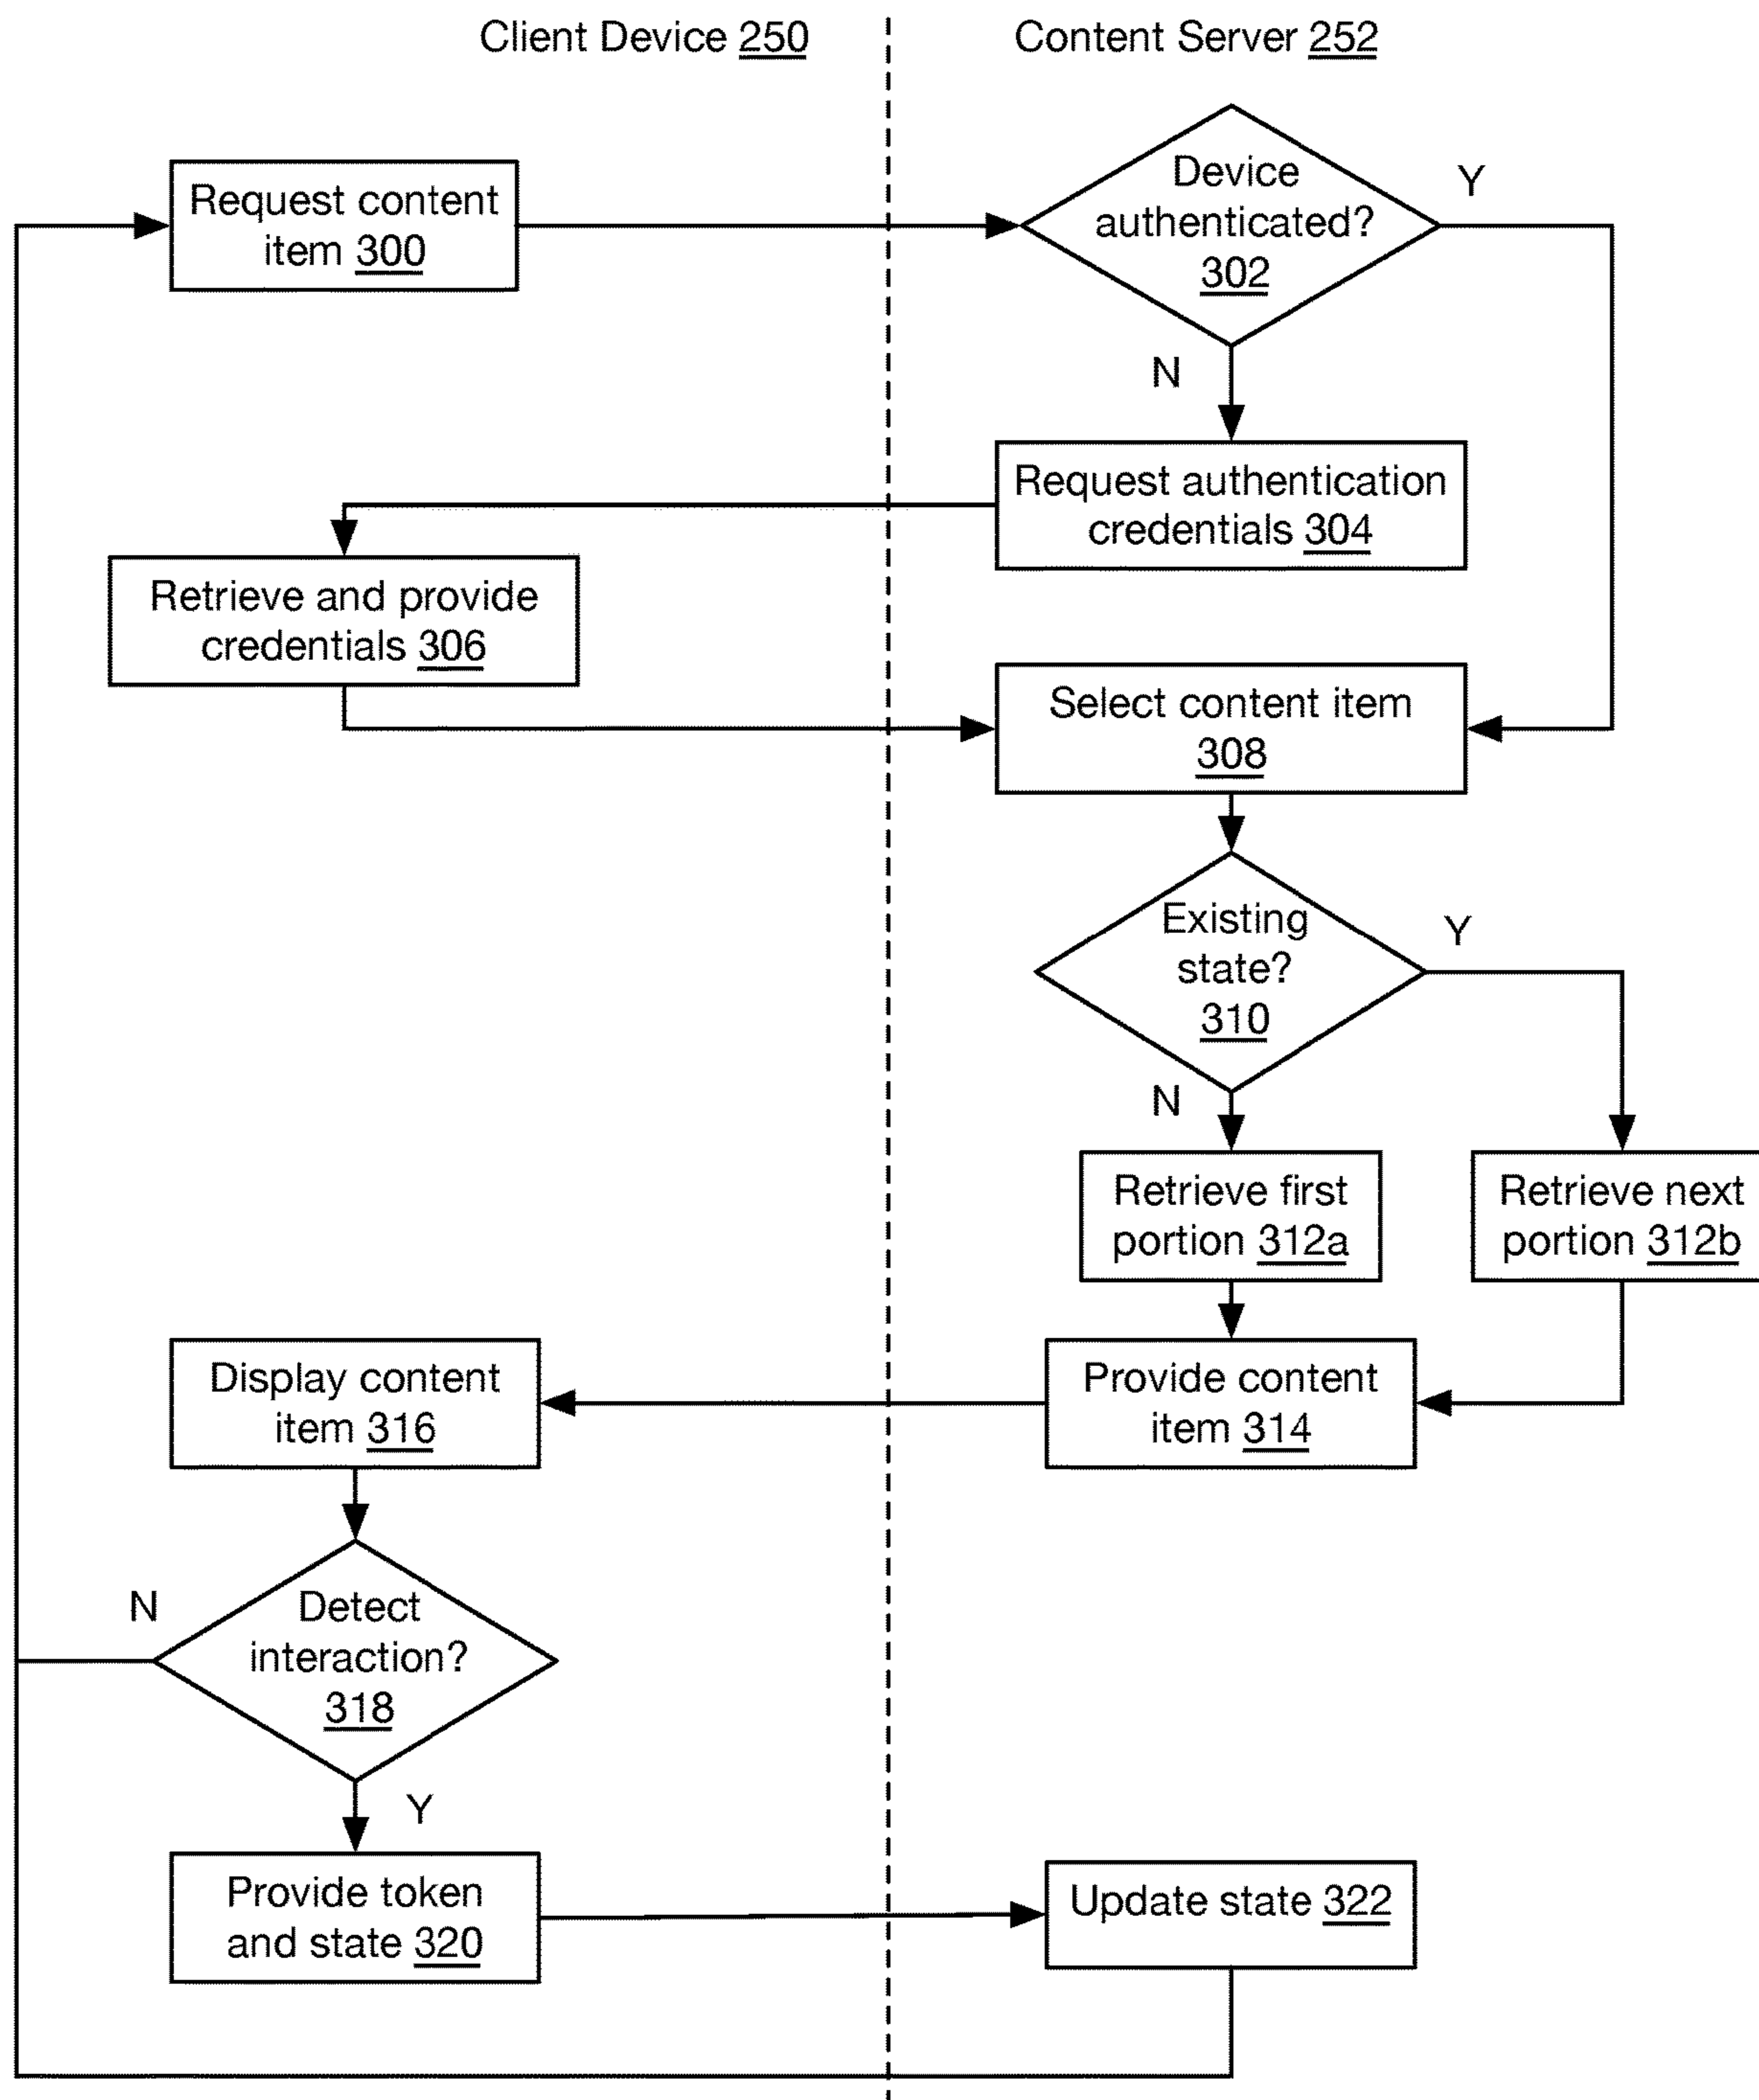 Client Device 250
Content Server 252
Request content
item 300
Device
authenticated?
302
Y
N
Request authentication
credentials 304
Retrieve and provide
credentials 306
Select content item
308
Existing
state?
310
Y
N
Retrieve first
portion 312a
Retrieve next
portion 312b
Display content
item 316
Provide content
item 314
N
Detect
interaction?
318
Y
Provide token
and state 320
Update state 322